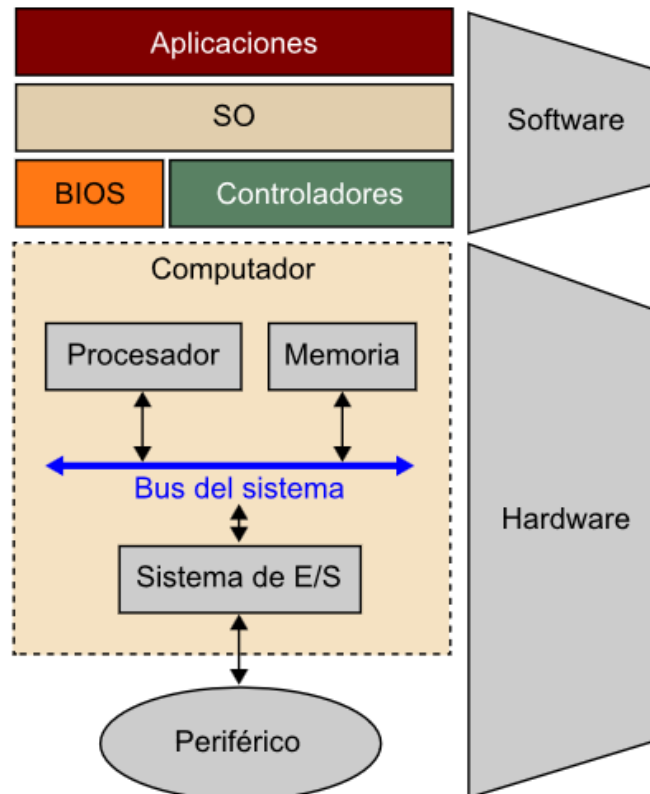 Aplicaciones
SO
Software
BIOS
Controladores
Computador
Procesador
Memoria
Bus del sistema
Hardware
Sistema de E/S
Periférico